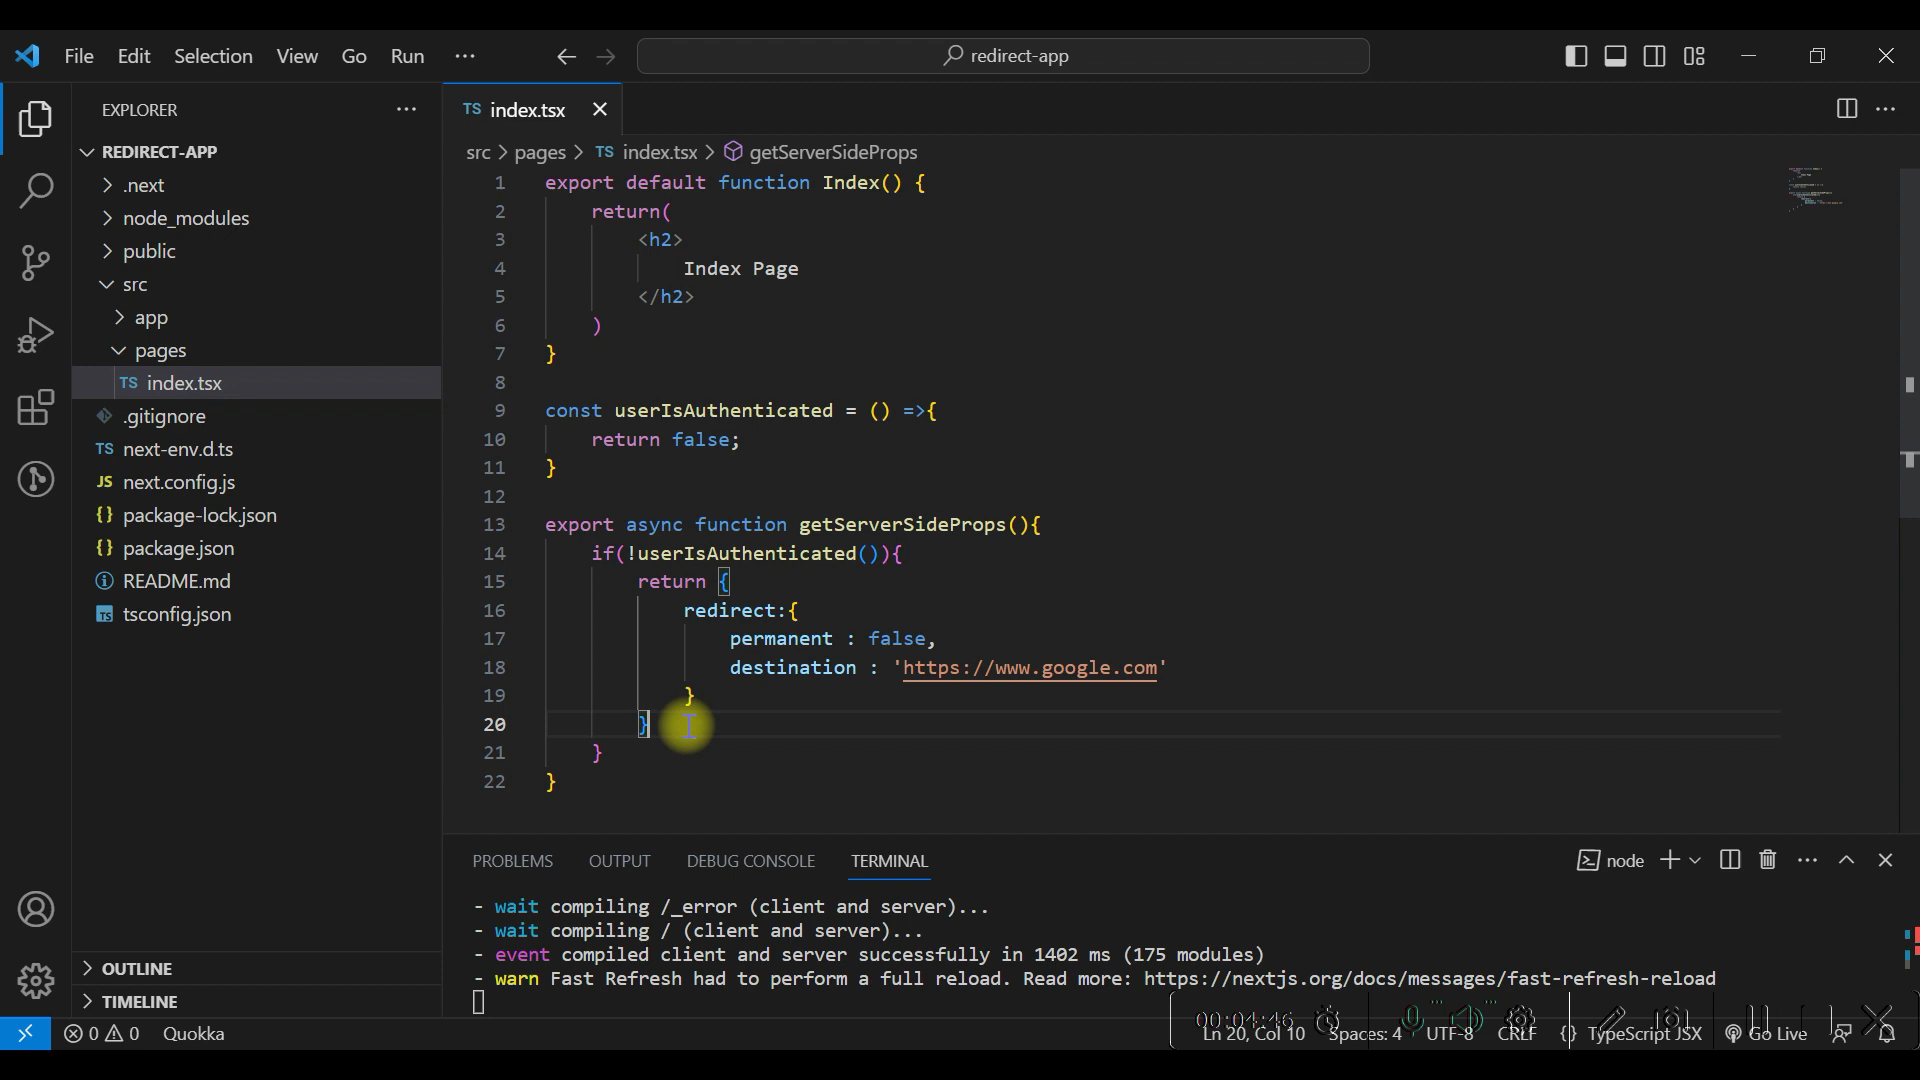 File Edit Selection View Go Run ··· redirect-app
EXPLORER
REDIRECT-APP
.next
node_modules
public
src
app
pages
TS index.tsx
.gitignore
TS next-env.d.ts
JS next.config.js
{} package-lock.json
{} package.json
README.md
TS tsconfig.json
OUTLINE
TIMELINE
TS index.tsx
src > pages > TS index.tsx > getServerSideProps
1 export default function Index() {
2 return(
3 <h2>
4 Index Page
5 </h2>
6 )
7 }
8
9 const userIsAuthenticated = () =>{
10 return false;
11 }
12
13 export async function getServerSideProps(){
14 if(!userIsAuthenticated()){
15 return {
16 redirect:{
17 permanent : false,
18 destination : 'https://www.google.com'
19 }
20 }
21 }
22 }
PROBLEMS OUTPUT DEBUG CONSOLE TERMINAL node
- wait compiling /_error (client and server)...
- wait compiling / (client and server)...
- event compiled client and server successfully in 1402 ms (175 modules)
- warn Fast Refresh had to perform a full reload. Read more: https://nextjs.org/docs/messages/fast-refresh-reload
00:04:46
0 0 Quokka Ln 20, Col 10 Spaces: 4 UTF-8 CRLF {} TypeScript JSX Go Live